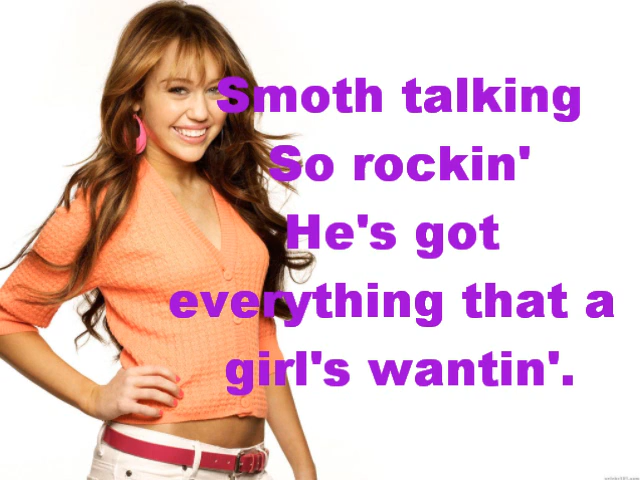 Smoth talking
So rockin'
He's got
everything that a
girl's wantin'.